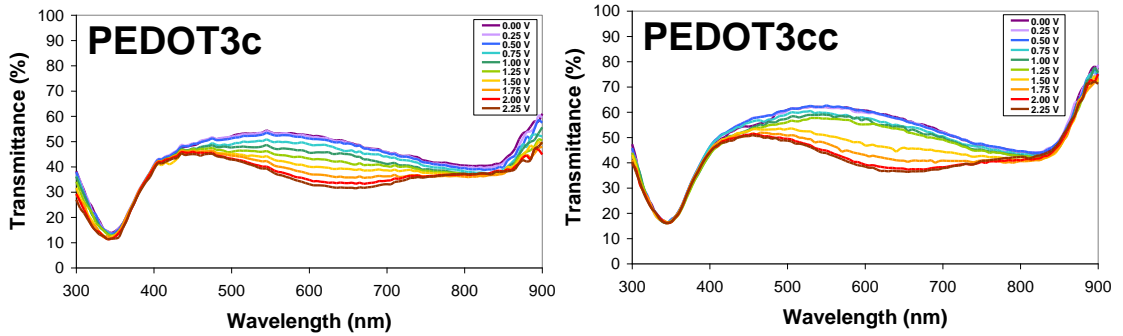 PEDOT3c
Transmittance (%)
100
90
80
70
60
50
40
30
20
10
0
300
400
500
600
700
800
900
Wavelength (nm)
0.00 V
0.25 V
0.50 V
0.75 V
1.00 V
1.25 V
1.50 V
1.75 V
2.00 V
2.25 V
PEDOT3cc
Transmittance (%)
100
90
80
70
60
50
40
30
20
10
0
300
400
500
600
700
800
900
Wavelength (nm)
0.00 V
0.25 V
0.50 V
0.75 V
1.00 V
1.25 V
1.50 V
1.75 V
2.00 V
2.25 V